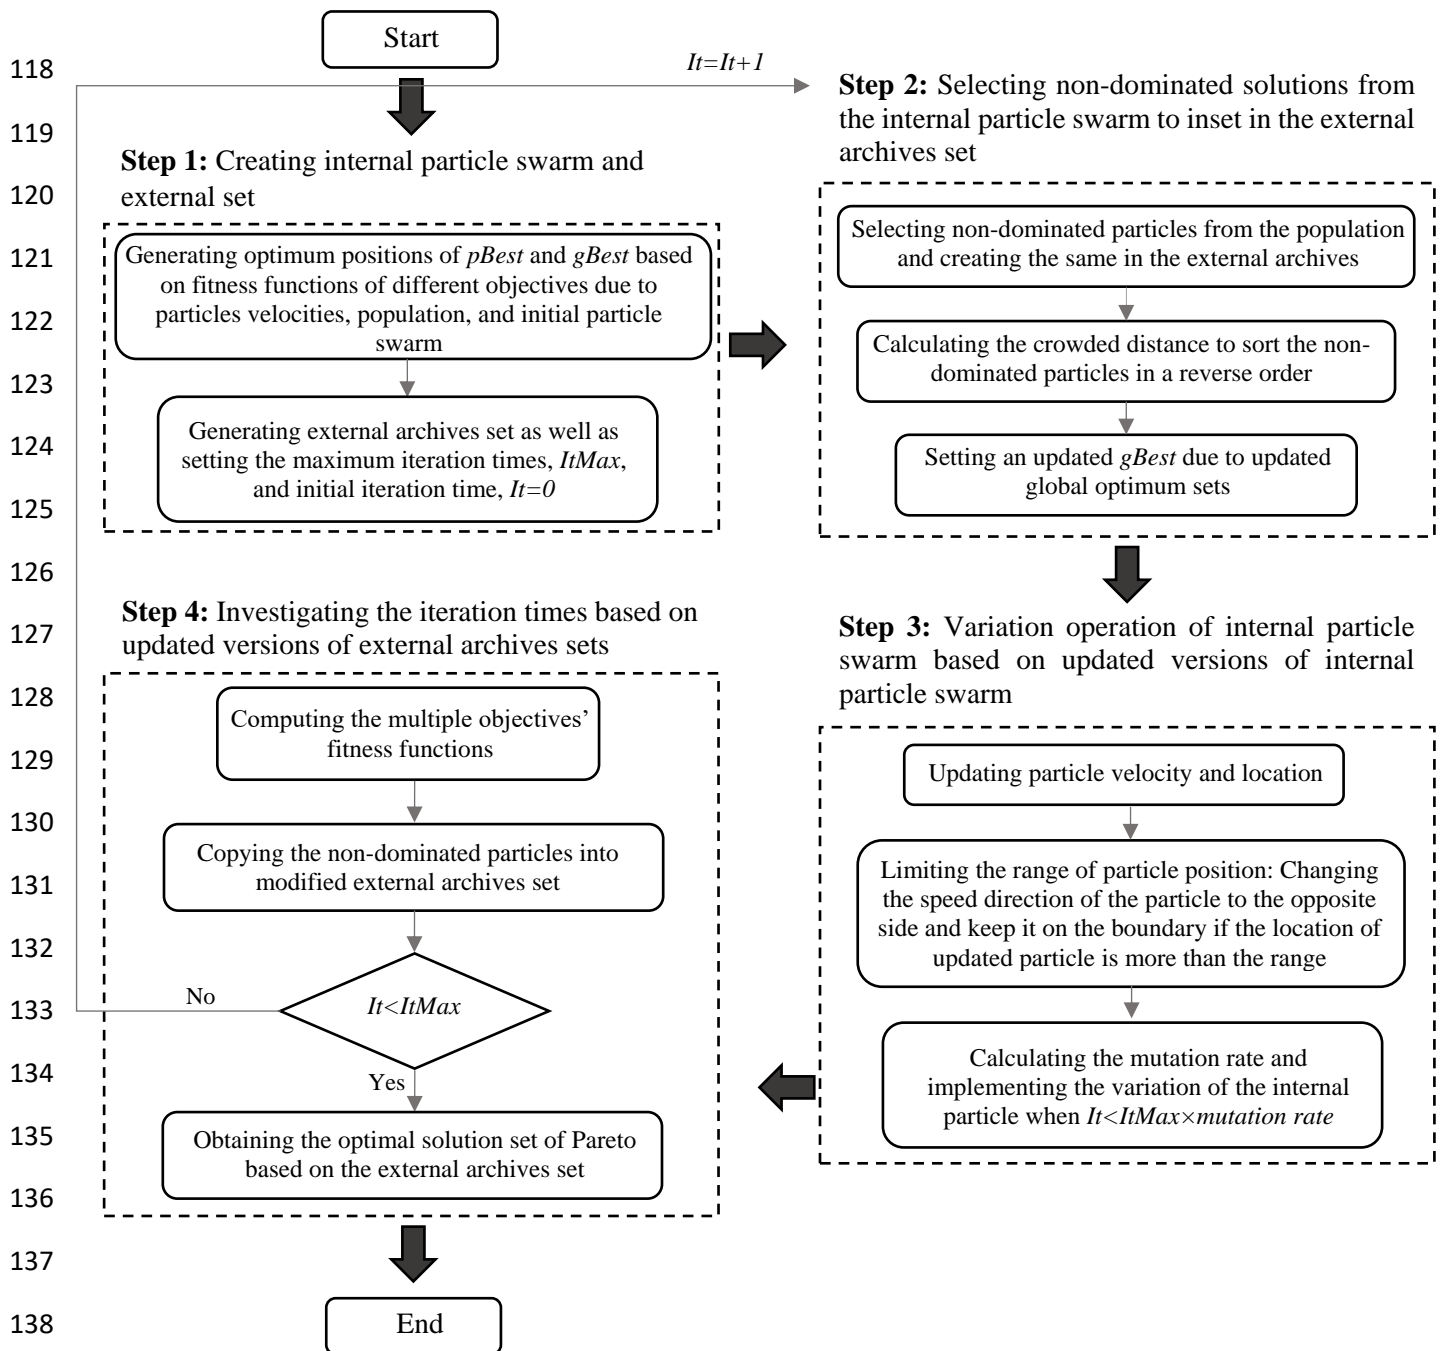 Start
118
It=It+1
Step 2: Selecting non-dominated solutions from
the internal particle swarm to inset in the external
archives set
119
Step 1: Creating internal particle swarm and
external set
120
Generating optimum positions of pBest and gBest based
on fitness functions of different objectives due to
particles velocities, population, and initial particle
swarm
121
122
123
Generating external archives set as well as
setting the maximum iteration times, ItMax,
and initial iteration time, It=0
124
125
Selecting non-dominated particles from the population
and creating the same in the external archives
Calculating the crowded distance to sort the non-
dominated particles in a reverse order
Setting an updated gBest due to updated
global optimum sets
126
127
Step 3: Variation operation of internal particle
swarm based on updated versions of internal
particle swarm
Updating particle velocity and location
Limiting the range of particle position: Changing
the speed direction of the particle to the opposite
side and keep it on the boundary if the location of
updated particle is more than the range
Calculating the mutation rate and
implementing the variation of the internal
particle when It<ItMax×mutation rate
Step 4: Investigating the iteration times based on
updated versions of external archives sets
128
Computing the multiple objectives’
fitness functions
129
130
Copying the non-dominated particles into
modified external archives set
131
132
No
It<ItMax
133
134
Yes
135
Obtaining the optimal solution set of Pareto
based on the external archives set
136
137
138
End